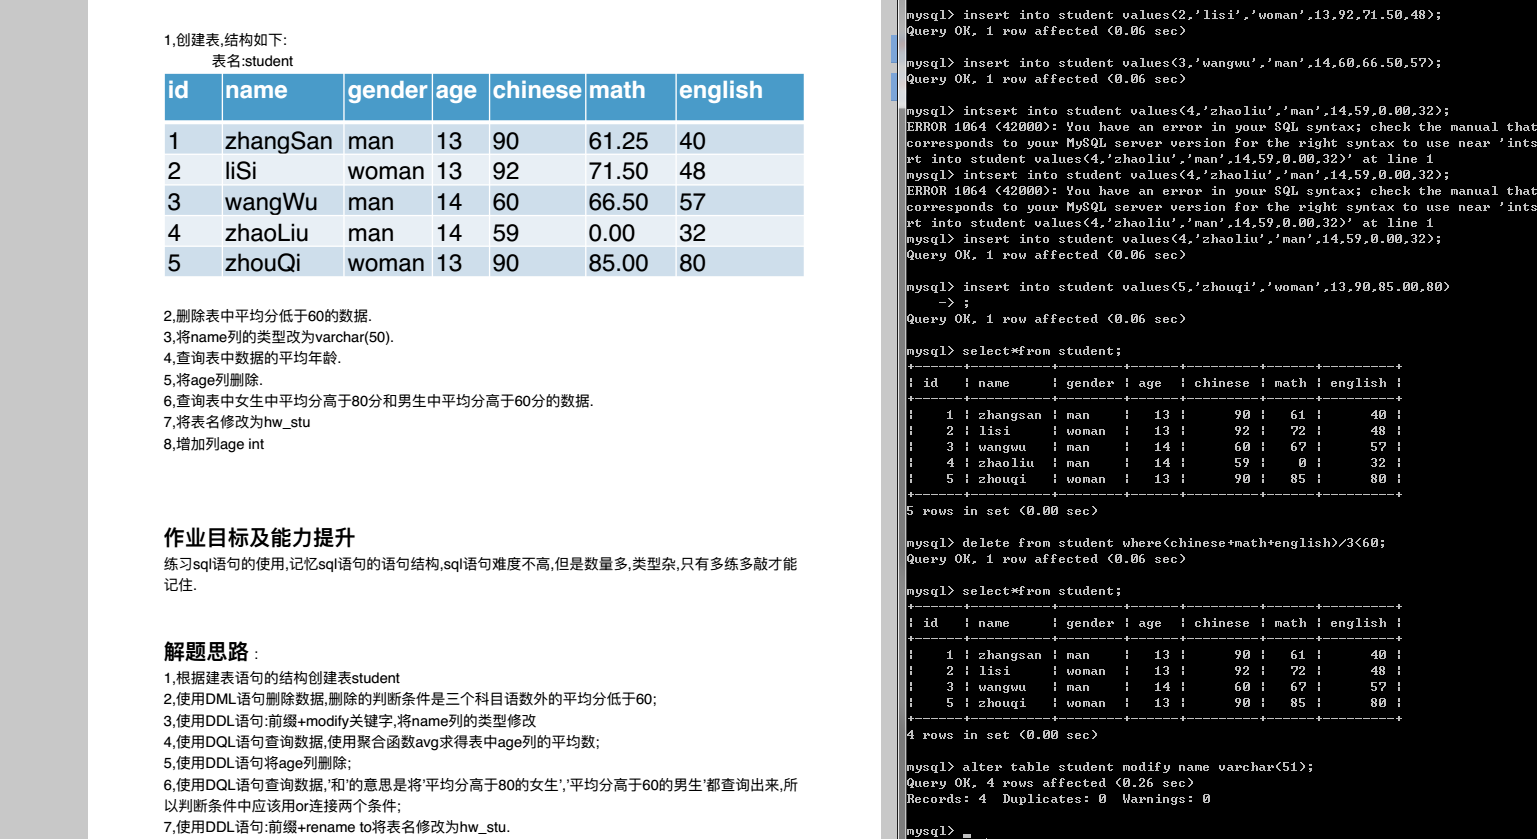 1,创建表,结构如下:
表名:student
id name gender age chinese math english
1 zhangSan man 13 90 61.25 40
2 liSi woman 13 92 71.50 48
3 wangWu man 14 60 66.50 57
4 zhaoLiu man 14 59 0.00 32
5 zhouQi woman 13 90 85.00 80
2,删除表中平均分低于60的数据.
3,将name列的类型改为varchar(50).
4,查询表中数据的平均年龄.
5,将age列删除.
6,查询表中女生中平均分高于80分和男生中平均分高于60分的数据.
7,将表名修改为hw_stu
8,增加列age int
作业目标及能力提升
练习sql语句的使用,记忆sql语句的语句结构,sql语句难度不高,但是数量多,类型杂,只有多练多敲才能
记住.
解题思路:
1,根据建表语句的结构创建表student
2,使用DML语句删除数据,删除的判断条件是三个科目语数外的平均分低于60;
3,使用DDL语句:前缀+modify关键字,将name列的类型修改
4,使用DQL语句查询数据,使用聚合函数avg求得表中age列的平均数;
5,使用DDL语句将age列删除;
6,使用DQL语句查询数据,'和'的意思是将'平均分高于80的女生','平均分高于60的男生'都查询出来,所
以判断条件中应该用or连接两个条件;
7,使用DDL语句:前缀+rename to将表名修改为hw_stu.
mysql> insert into student values(2,'lisi','woman',13,92,71.50,48);
Query OK, 1 row affected (0.06 sec)
mysql> insert into student values(3,'wangwu','man',14,60,66.50,57);
Query OK, 1 row affected (0.06 sec)
mysql> intsert into student values(4,'zhaoliu','man',14,59,0.00,32);
ERROR 1064 (42000): You have an error in your SQL syntax; check the manual that
corresponds to your MySQL server version for the right syntax to use near 'ints
rt into student values(4,'zhaoliu','man',14,59,0.00,32)' at line 1
mysql> intsert into student values(4,'zhaoliu','man',14,59,0.00,32);
ERROR 1064 (42000): You have an error in your SQL syntax; check the manual that
corresponds to your MySQL server version for the right syntax to use near 'ints
rt into student values(4,'zhaoliu','man',14,59,0.00,32)' at line 1
mysql> insert into student values(4,'zhaoliu','man',14,59,0.00,32);
Query OK, 1 row affected (0.06 sec)
mysql> insert into student values(5,'zhouqi','woman',13,90,85.00,80)
-> ;
Query OK, 1 row affected (0.06 sec)
mysql> select*from student;
+------+----------+--------+------+---------+------+---------+
| id | name | gender | age | chinese | math | english |
+------+----------+--------+------+---------+------+---------+
| 1 | zhangsan | man | 13 | 90 | 61 | 40 |
| 2 | lisi | woman | 13 | 92 | 72 | 48 |
| 3 | wangwu | man | 14 | 60 | 67 | 57 |
| 4 | zhaoliu | man | 14 | 59 | 0 | 32 |
| 5 | zhouqi | woman | 13 | 90 | 85 | 80 |
+------+----------+--------+------+---------+------+---------+
5 rows in set (0.00 sec)
mysql> delete from student where(chinese+math+english)/3<60;
Query OK, 1 row affected (0.06 sec)
mysql> select*from student;
+------+----------+--------+------+---------+------+---------+
| id | name | gender | age | chinese | math | english |
+------+----------+--------+------+---------+------+---------+
| 1 | zhangsan | man | 13 | 90 | 61 | 40 |
| 2 | lisi | woman | 13 | 92 | 72 | 48 |
| 3 | wangwu | man | 14 | 60 | 67 | 57 |
| 5 | zhouqi | woman | 13 | 90 | 85 | 80 |
+------+----------+--------+------+---------+------+---------+
4 rows in set (0.00 sec)
mysql> alter table student modify name varchar(51);
Query OK, 4 rows affected (0.26 sec)
Records: 4 Duplicates: 0 Warnings: 0
mysql> _